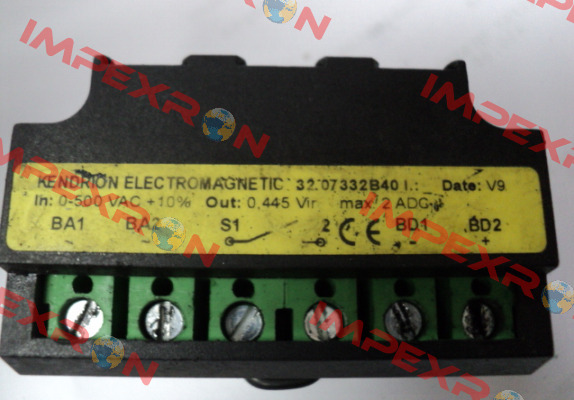 IMPEXRON
IMPEXRON
IMPEXRON
KENDRION ELECTROMAGNETIC 32.07332B40 I.: Date: V9
In: 0-500 VAC +10% Out: 0,445 Vin max. 2 ADC
BA1 S1 2 CE BD1 BD2
+
IMPEXRON
IMPEXRON